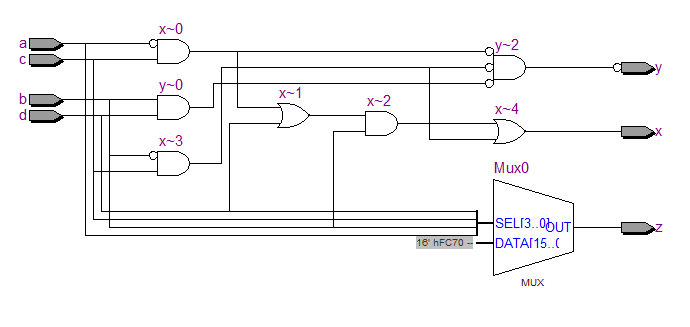 x~0
y~2
a
c
y
y~0
x~1
x~2
b
d
x~4
x
x~3
Mux0
SEL[3..0]
OUT
z
16' hFC70 --
DATA[15..0]
MUX